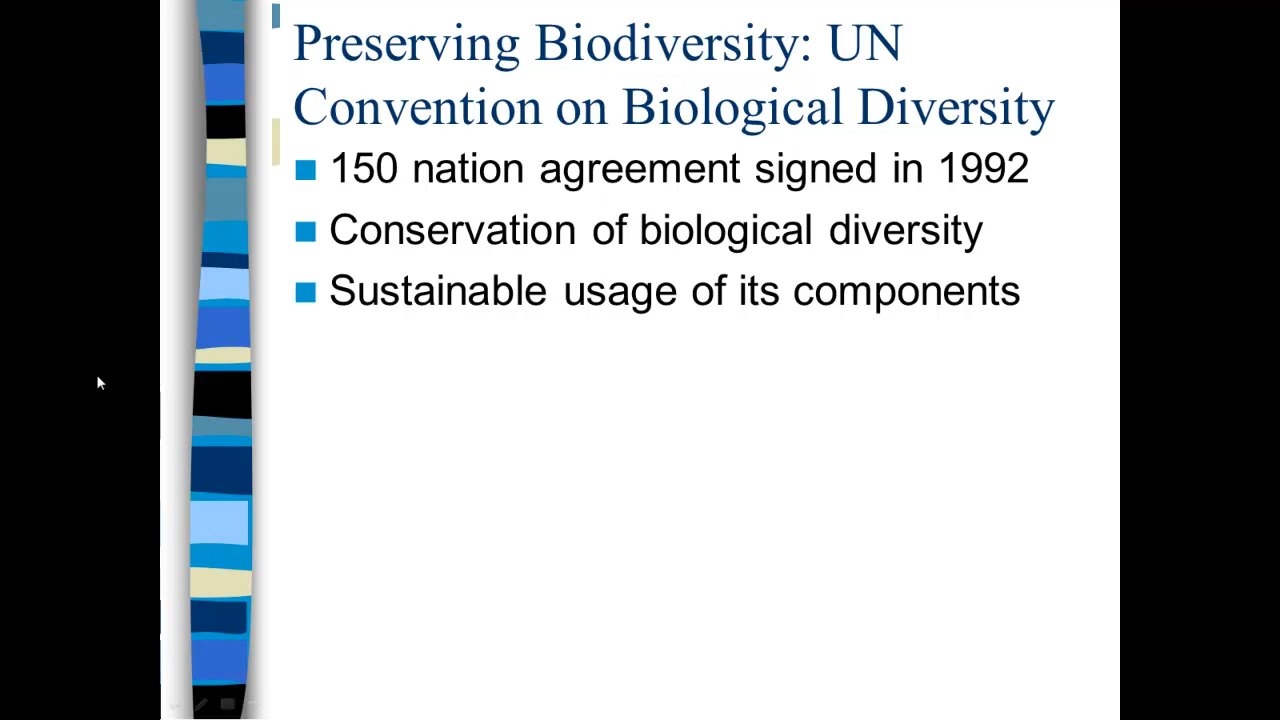 Preserving Biodiversity: UN
Convention on Biological Diversity
150 nation agreement signed in 1992
Conservation of biological diversity
Sustainable usage of its components